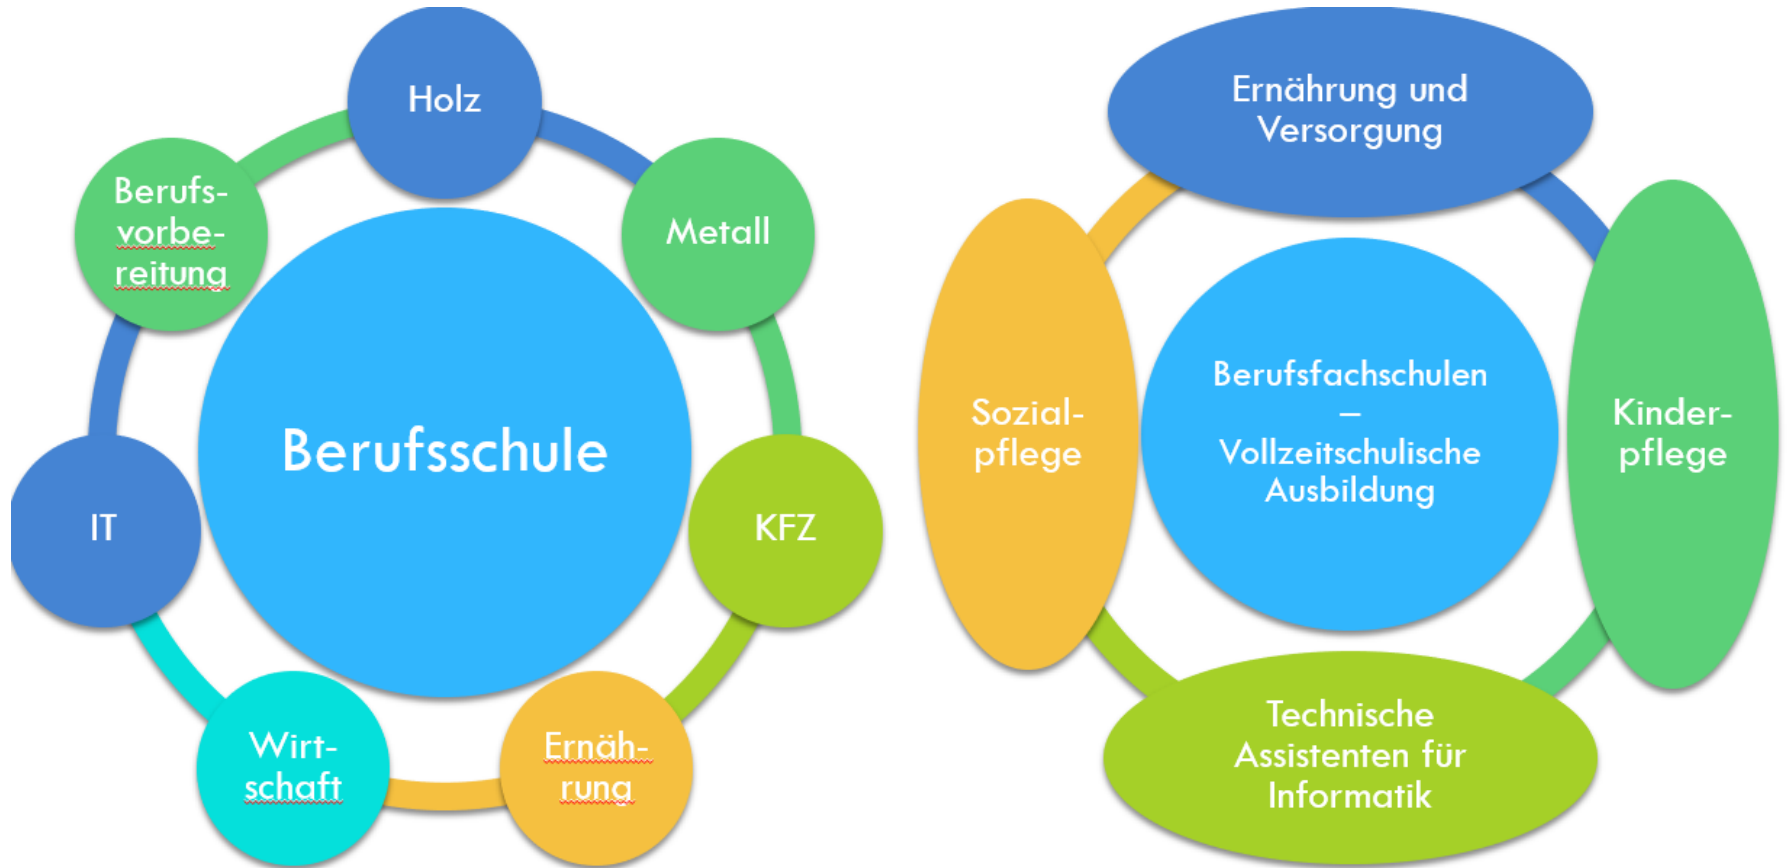 Holz
Metall
KFZ
Ernäh-
rung
Wirt-
schaft
IT
Berufs-
vorbe-
reitung
Berufsschule
Ernährung und
Versorgung
Kinder-
pflege
Technische
Assistenten für
Informatik
Sozial-
pflege
Berufsfachschulen
–
Vollzeitschulische
Ausbildung